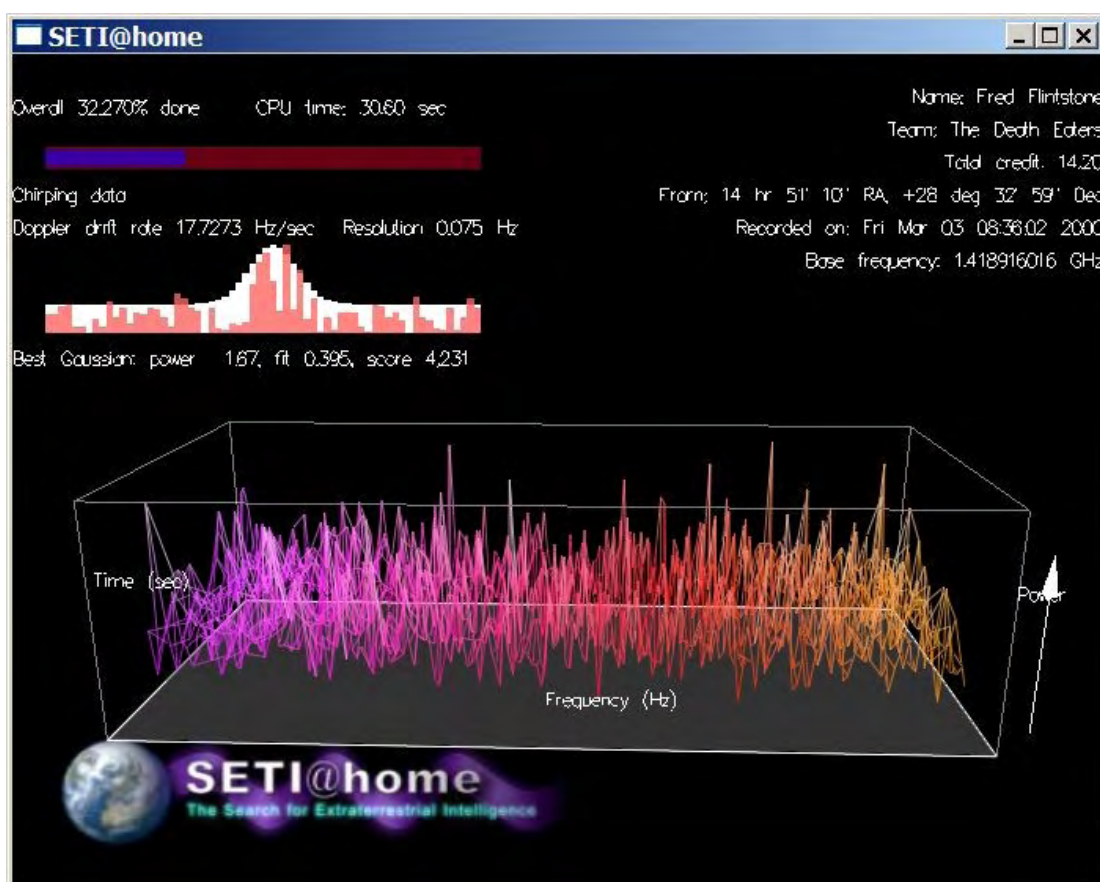 SETI@home
Overall 32.270% done CPU time: 30.60 sec
Chirping data
Doppler drift rate 17.7273 Hz/sec Resolution 0.075 Hz
Best Gaussian: power 1.67, fit 0.395, score 4.231
Name: Fred Flintstone
Team: The Death Eaters
Total credit: 14.20
From: 14 hr 51' 10'' RA, +28 deg 32' 59'' Dec
Recorded on: Fri Mar 03 08:36:02 2000
Base frequency: 1.418916016 GHz
Time (sec)
Power
Frequency (Hz)
SETI@home
The Search for Extraterrestrial Intelligence